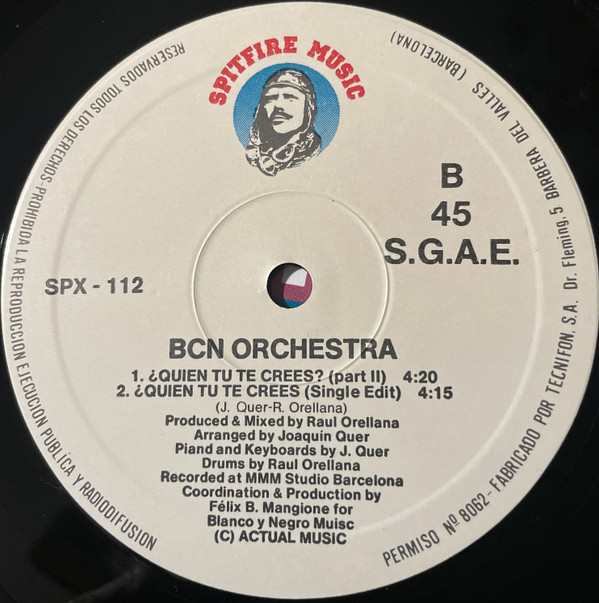 SPITFIRE MUSIC
B
45
S.G.A.E.
SPX - 112
BCN ORCHESTRA
1. ¿QUIEN TU TE CREES? (part II) 4:20
2. ¿QUIEN TU TE CREES (Single Edit) 4:15
(J. Quer-R. Orellana)
Produced & Mixed by Raul Orellana
Arranged by Joaquin Quer
Piand and Keyboards by J. Quer
Drums by Raul Orellana
Recorded at MMM Studio Barcelona
Coordination & Production by
Félix B. Mangione for
Blanco y Negro Muisc
(C) ACTUAL MUSIC
RESERVADOS TODOS LOS DERECHOS-PROHIBIDA LA REPRODUCCION EJECUCIÓN PUBLICA Y RADIODIFUSION
PERMISO Nº 8062-FABRICADO POR TECNIFON, S.A. Dr. Fleming, 5 BARBERA DEL VALLES (BARCELONA)